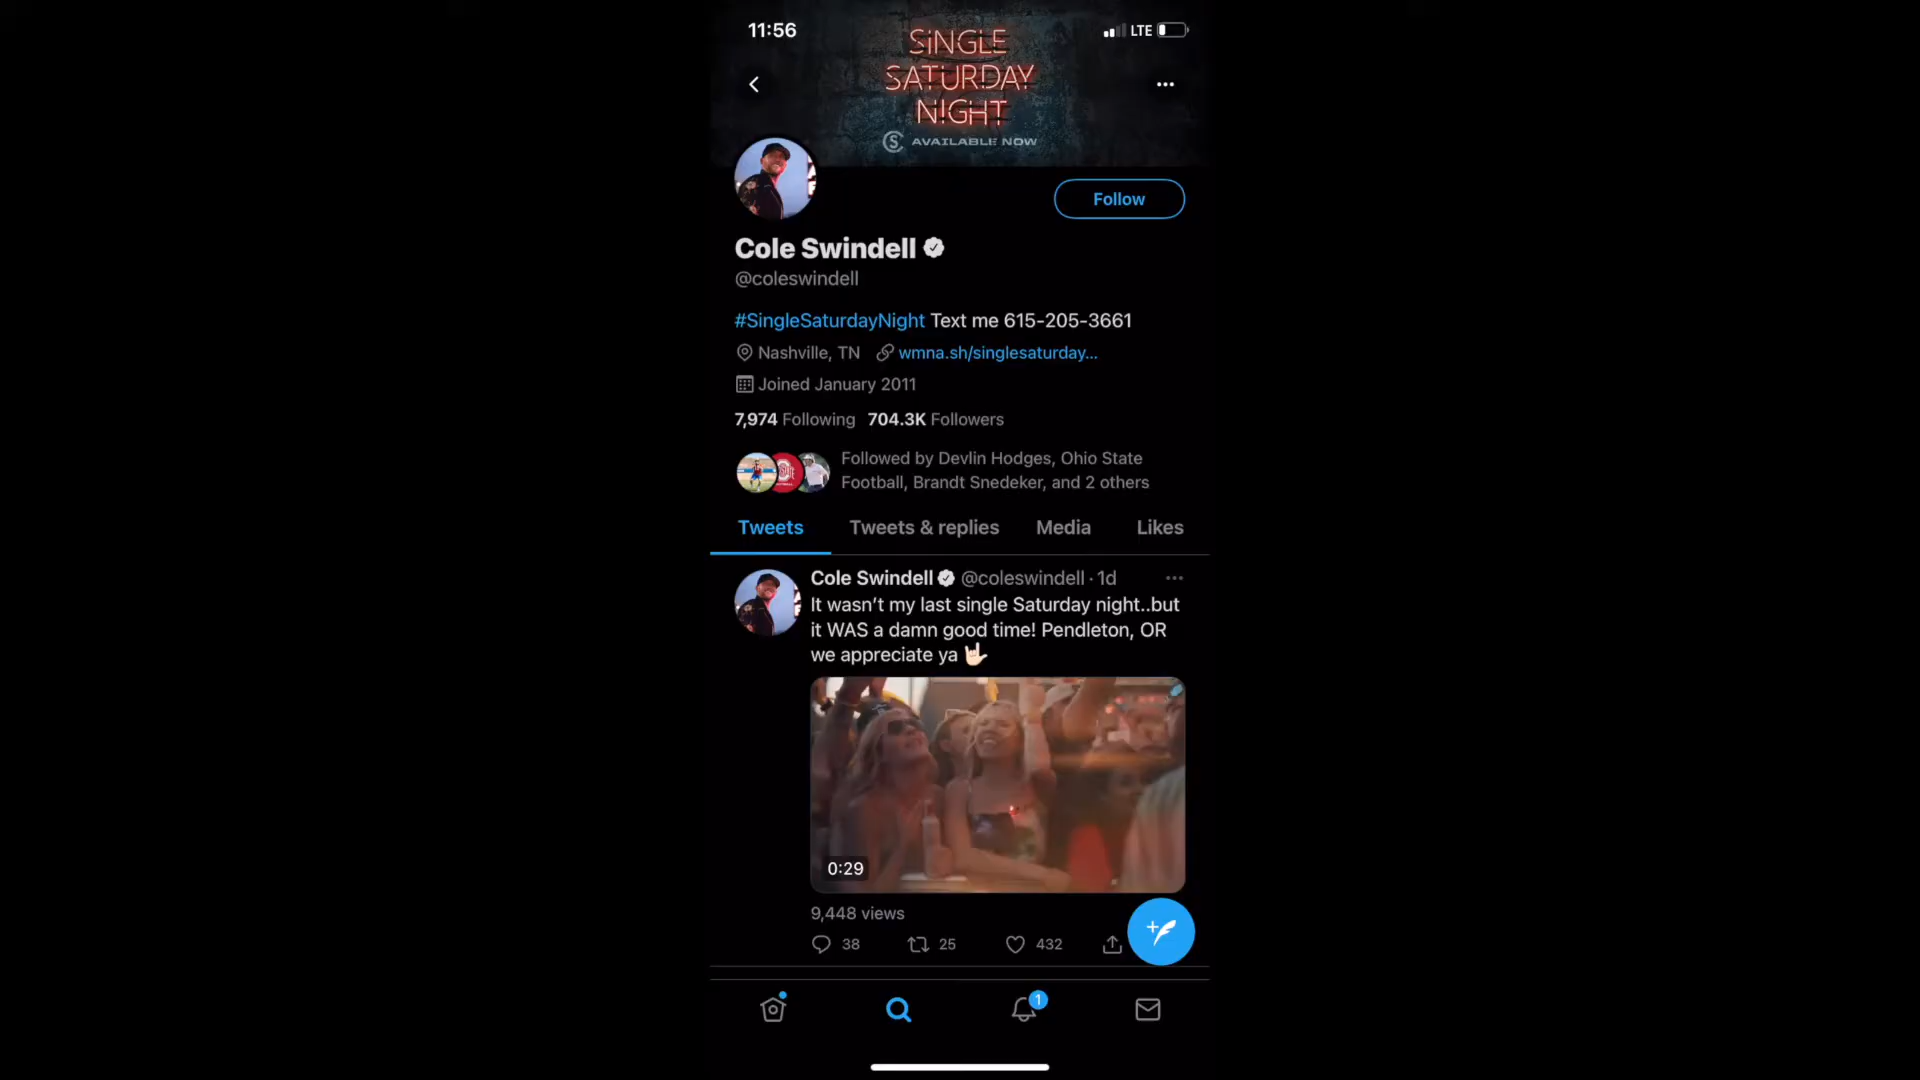 11:56
LTE
SINGLE
SATURDAY
NIGHT
AVAILABLE NOW
Follow
Cole Swindell
@coleswindell
#SingleSaturdayNight Text me 615-205-3661
Nashville, TN wmna.sh/singlesaturday...
Joined January 2011
7,974 Following 704.3K Followers
Followed by Devlin Hodges, Ohio State
Football, Brandt Snedeker, and 2 others
Tweets Tweets & replies Media Likes
Cole Swindell @coleswindell · 1d
It wasn’t my last single Saturday night..but
it WAS a damn good time! Pendleton, OR
we appreciate ya
0:29
9,448 views
38 25 432
1